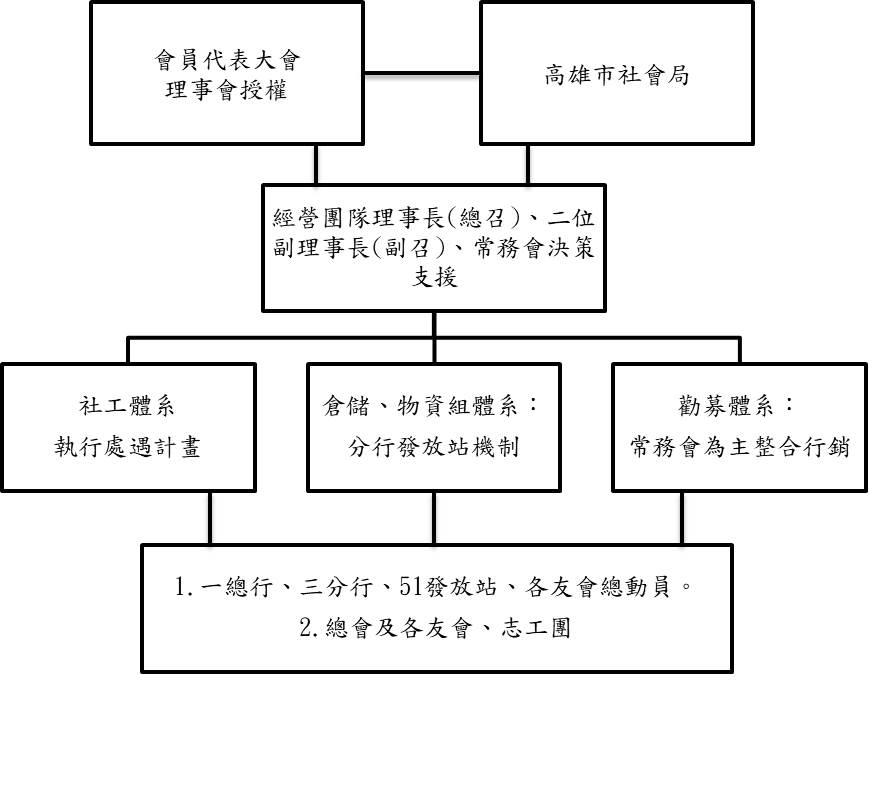 會員代表大會
理事會授權
高雄市社會局
經營團隊理事長(總召)、二位
副理事長(副召)、常務會決策
支援
社工體系
執行處遇計畫
倉儲、物資組體系：
分行發放站機制
勸募體系：
常務會為主整合行銷
1.一總行、三分行、51發放站、各友會總動員。
2.總會及各友會、志工團